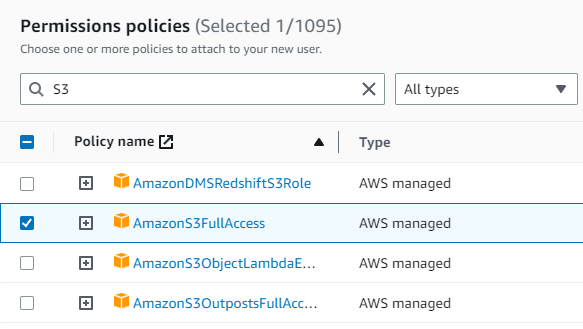 Permissions policies (Selected 1/1095)
Choose one or more policies to attach to your new user.
S3
All types
Policy name
Type
AmazonDMSRedshiftS3Role
AWS managed
AmazonS3FullAccess
AWS managed
AmazonS3ObjectLambdaE...
AWS managed
AmazonS3OutpostsFullAcc...
AWS managed